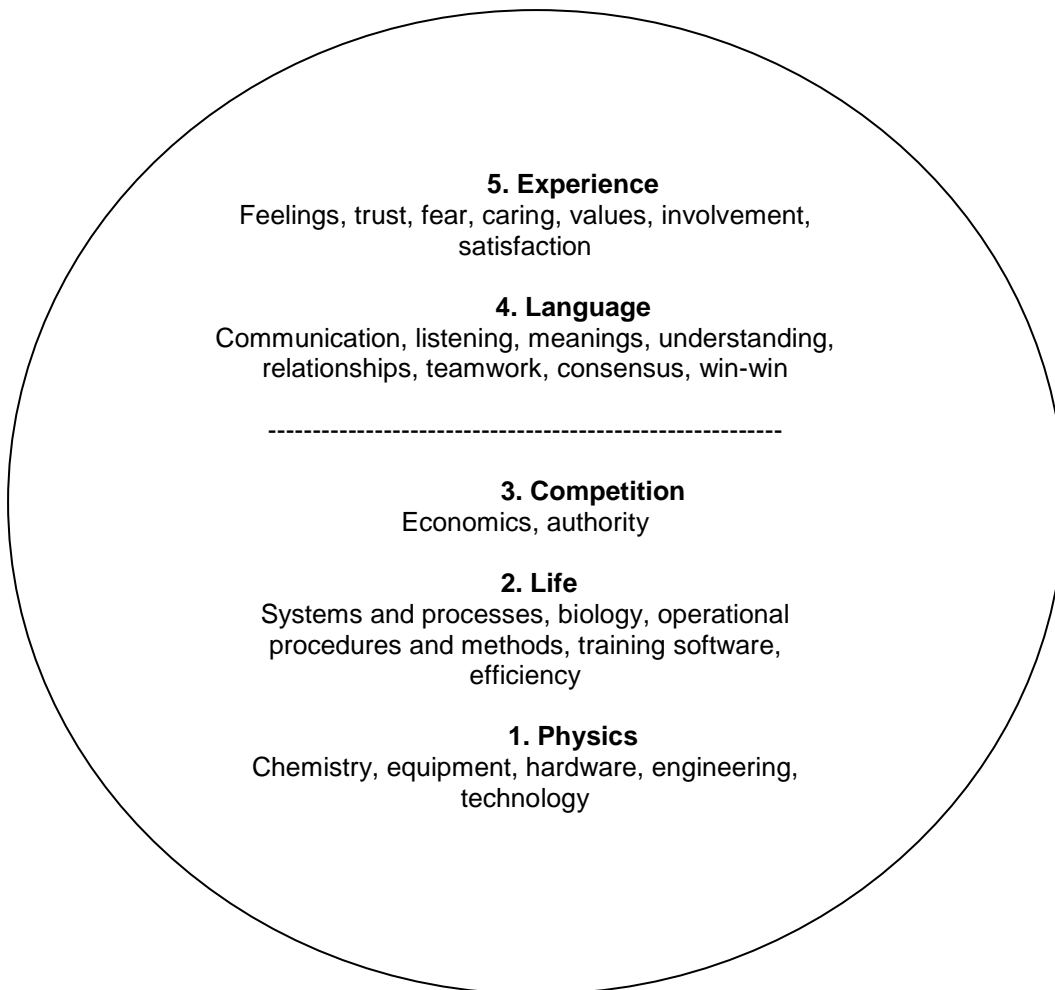 5. Experience
Feelings, trust, fear, caring, values, involvement,
satisfaction
4. Language
Communication, listening, meanings, understanding,
relationships, teamwork, consensus, win-win
----------------------------------------------------------
3. Competition
Economics, authority
2. Life
Systems and processes, biology, operational
procedures and methods, training software,
efficiency
1. Physics
Chemistry, equipment, hardware, engineering,
technology